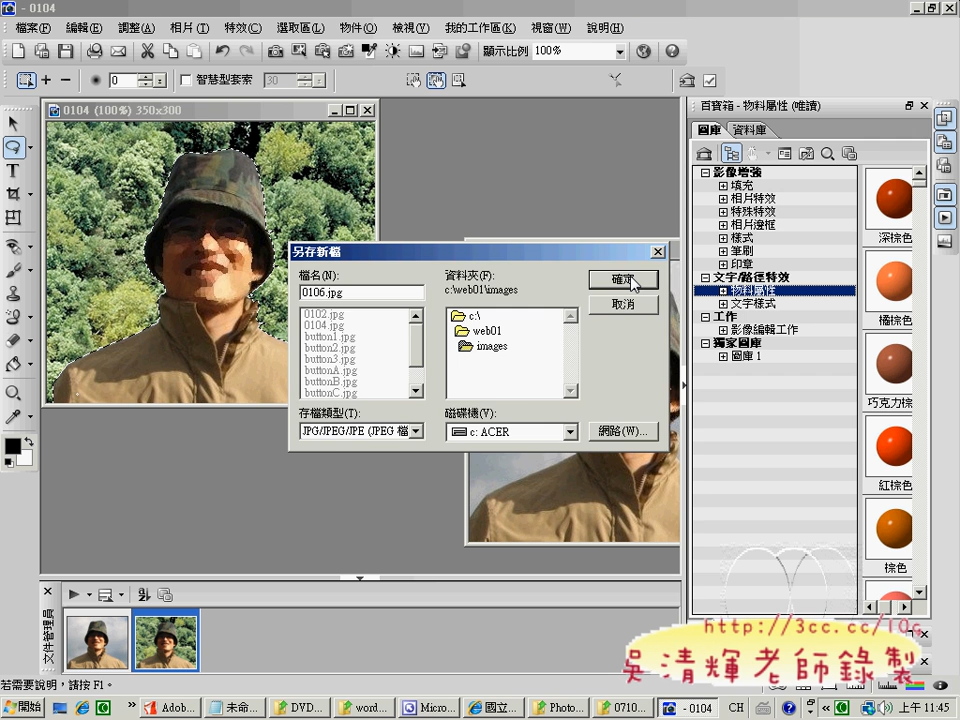 - 0104
檔案(F) 編輯(E) 調整(A) 相片(I) 特效(C) 選取區(L) 物件(O) 檢視(V) 我的工作區(K) 視窗(W) 說明(H)
顯示比例 100%
0 智慧型套索 30
0104 (100%) 350x300
百寶箱 - 物料屬性 (唯讀)
圖庫 資料庫
影像增強
填充
相片特效
特殊特效
相片邊框
樣式
筆刷
印章
文字/路徑特效
物料屬性
文字樣式
工作
影像編輯工作
獨家圖庫
圖庫 1
深棕色
橘棕色
巧克力棕
紅棕色
棕色
另存新檔
檔名(N):
0106.jpg
0102.jpg
0104.jpg
button1.jpg
button2.jpg
button3.jpg
buttonA.jpg
buttonB.jpg
buttonC.jpg
存檔類型(T):
JPG/JPEG/JPE (JPEG 檔
資料夾(F):
c:\web01\images
c:\
web01
images
磁碟機(V):
c: ACER
確定
取消
網路(W)...
文件管理員
http://3cc.cc/10c
吳清輝老師錄製
若需要說明，請按 F1。
開始 Adob... 未命... DVD... word... Micro... 國立... Photo... 0710... - 0104 CH 上午 11:45